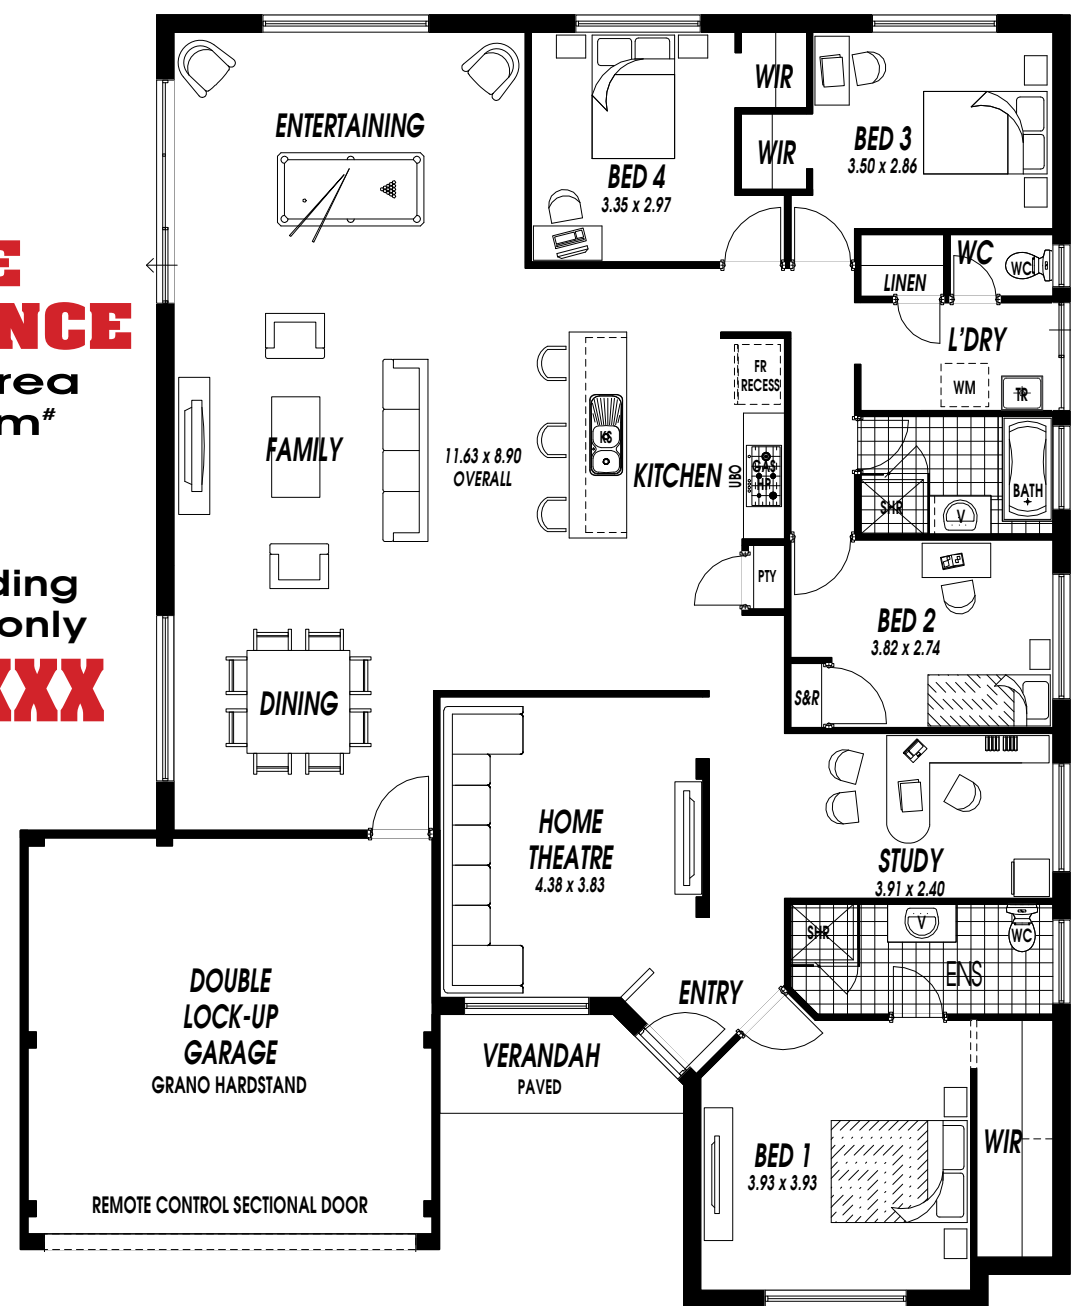 WIR
ENTERTAINING
BED 3
3.50 x 2.86
WIR
BED 4
3.35 x 2.97
E
WC
WC
LINEN
NCE
L'DRY
rea
FR
RECESS
WM
TR
m#
FAMILY
11.63 x 8.90
OVERALL
KS
KITCHEN
UBO
GAS
HP
BATH
SHR
V
ding
PTY
only
BED 2
3.82 x 2.74
XXX
DINING
S&R
HOME
THEATRE
4.38 x 3.83
STUDY
3.91 x 2.40
SHR
V
WC
DOUBLE
LOCK-UP
GARAGE
GRANO HARDSTAND
ENTRY
ENS
VERANDAH
PAVED
BED 1
3.93 x 3.93
WIR
REMOTE CONTROL SECTIONAL DOOR